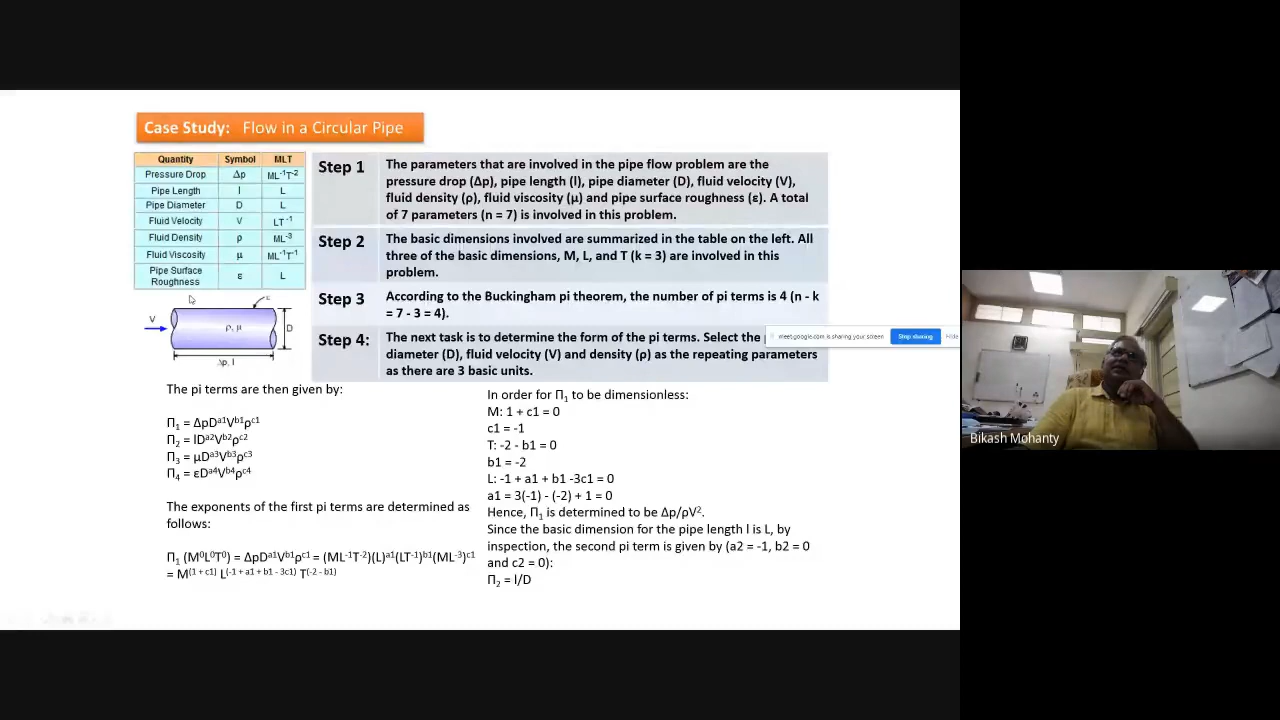 Case Study: Flow in a Circular Pipe
Quantity Symbol MLT
Pressure Drop Δp ML⁻¹T⁻²
Pipe Length l L
Pipe Diameter D L
Fluid Velocity V LT⁻¹
Fluid Density ρ ML⁻³
Fluid Viscosity μ ML⁻¹T⁻¹
Pipe Surface
Roughness ε L
V
ε
ρ, μ
D
Δp, l
Step 1
The parameters that are involved in the pipe flow problem are the
pressure drop (Δp), pipe length (l), pipe diameter (D), fluid velocity (V),
fluid density (ρ), fluid viscosity (μ) and pipe surface roughness (ε). A total
of 7 parameters (n = 7) is involved in this problem.
Step 2
The basic dimensions involved are summarized in the table on the left. All
three of the basic dimensions, M, L, and T (k = 3) are involved in this
problem.
Step 3
According to the Buckingham pi theorem, the number of pi terms is 4 (n - k
= 7 - 3 = 4).
Step 4:
The next task is to determine the form of the pi terms. Select the
diameter (D), fluid velocity (V) and density (ρ) as the repeating parameters
as there are 3 basic units.
meet.google.com is sharing your screen
Stop sharing
Hide
The pi terms are then given by:
Π₁ = ΔpDᵃ¹Vᵇ¹ρᶜ¹
Π₂ = lDᵃ²Vᵇ²ρᶜ²
Π₃ = μDᵃ³Vᵇ³ρᶜ³
Π₄ = εDᵃ⁴Vᵇ⁴ρᶜ⁴
The exponents of the first pi terms are determined as
follows:
Π₁ (M⁰L⁰T⁰) = ΔpDᵃ¹Vᵇ¹ρᶜ¹ = (ML⁻¹T⁻²)(L)ᵃ¹(LT⁻¹)ᵇ¹(ML⁻³)ᶜ¹
= M⁽¹ ⁺ ᶜ¹⁾ L⁽⁻¹ ⁺ ᵃ¹ ⁺ ᵇ¹ ⁻ ³ᶜ¹⁾ T⁽⁻² ⁻ ᵇ¹⁾
In order for Π₁ to be dimensionless:
M: 1 + c1 = 0
c1 = -1
T: -2 - b1 = 0
b1 = -2
L: -1 + a1 + b1 -3c1 = 0
a1 = 3(-1) - (-2) + 1 = 0
Hence, Π₁ is determined to be Δp/ρV².
Since the basic dimension for the pipe length l is L, by
inspection, the second pi term is given by (a2 = -1, b2 = 0
and c2 = 0):
Π₂ = l/D
Bikash Mohanty